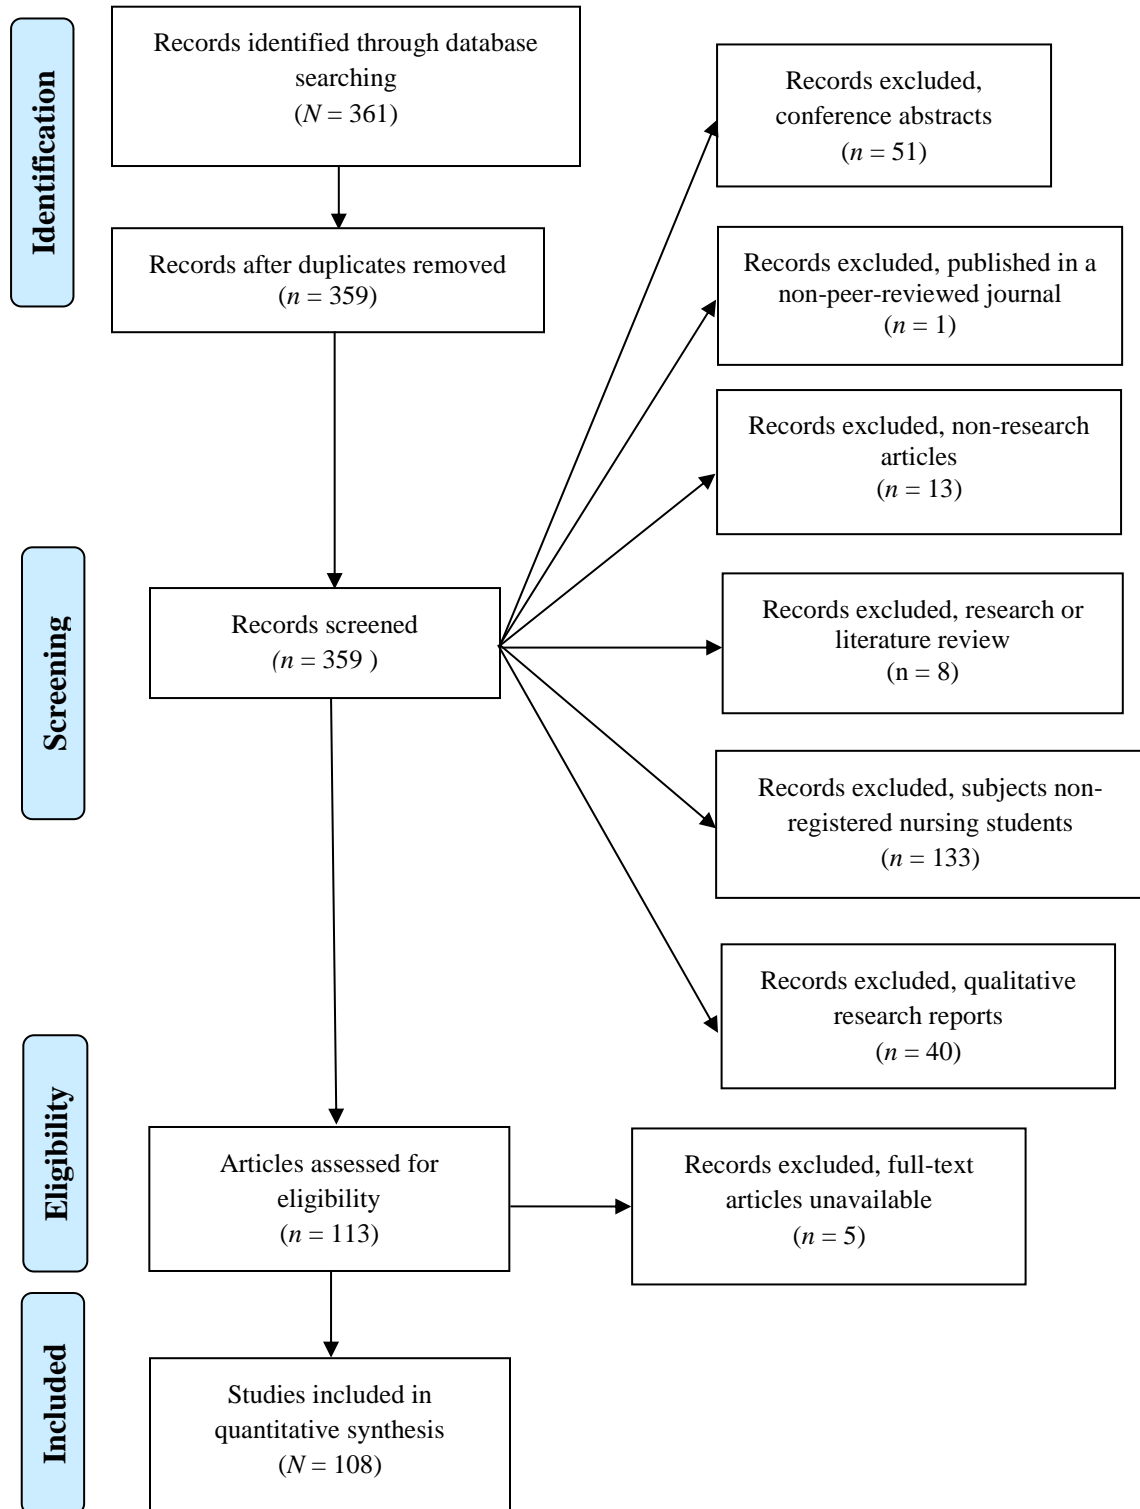 Identification
Records identified through database
searching
(N = 361)
Records after duplicates removed
(n = 359)
Records excluded,
conference abstracts
(n = 51)
Records excluded, published in a
non-peer-reviewed journal
(n = 1)
Records excluded, non-research
articles
(n = 13)
Screening
Records screened
(n = 359 )
Records excluded, research or
literature review
(n = 8)
Records excluded, subjects non-
registered nursing students
(n = 133)
Records excluded, qualitative
research reports
(n = 40)
Eligibility
Articles assessed for
eligibility
(n = 113)
Records excluded, full-text
articles unavailable
(n = 5)
Included
Studies included in
quantitative synthesis
(N = 108)